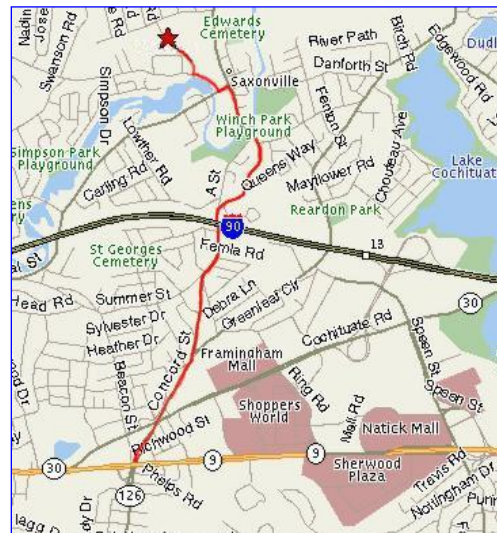 Edwards
Cemetery
River Path
Danforth St
Birch Rd
Edgewood Rd
Swanson Rd
Simpson Dr
Saxonville
Winch Park
Playground
Fenton St
Lowther Rd
Simpson Park
Playground
Carling Rd
A St
Queens Way
Mayflower Rd
Chouteau Ave
Lake
Cochituate
Reardon Park
90
13
St Georges
Cemetery
Femla Rd
Head Rd
Summer St
Debra Ln
Greenleaf Cir
30
Sylvester Dr
Heather Dr
Cochituate Rd
Beacon St
Concord St
Framingham
Mall
Speen St
Ring Rd
Shoppers
World
Speen St
Mall Rd
Natick Mall
30
9
9
Sherwood
Plaza
Phelps Rd
126
Travis Rd
Nottingham Dr